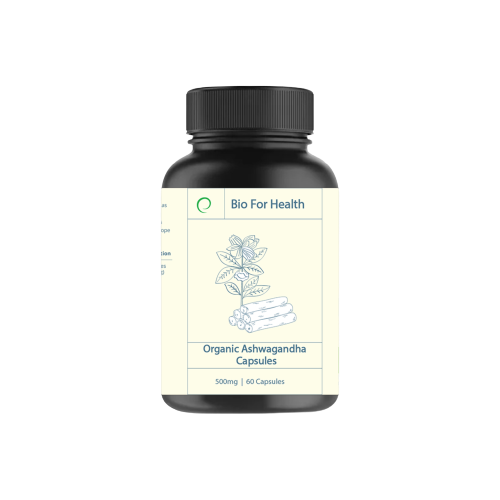 Bio For Health
Organic Ashwagandha
Capsules
500mg | 60 Capsules